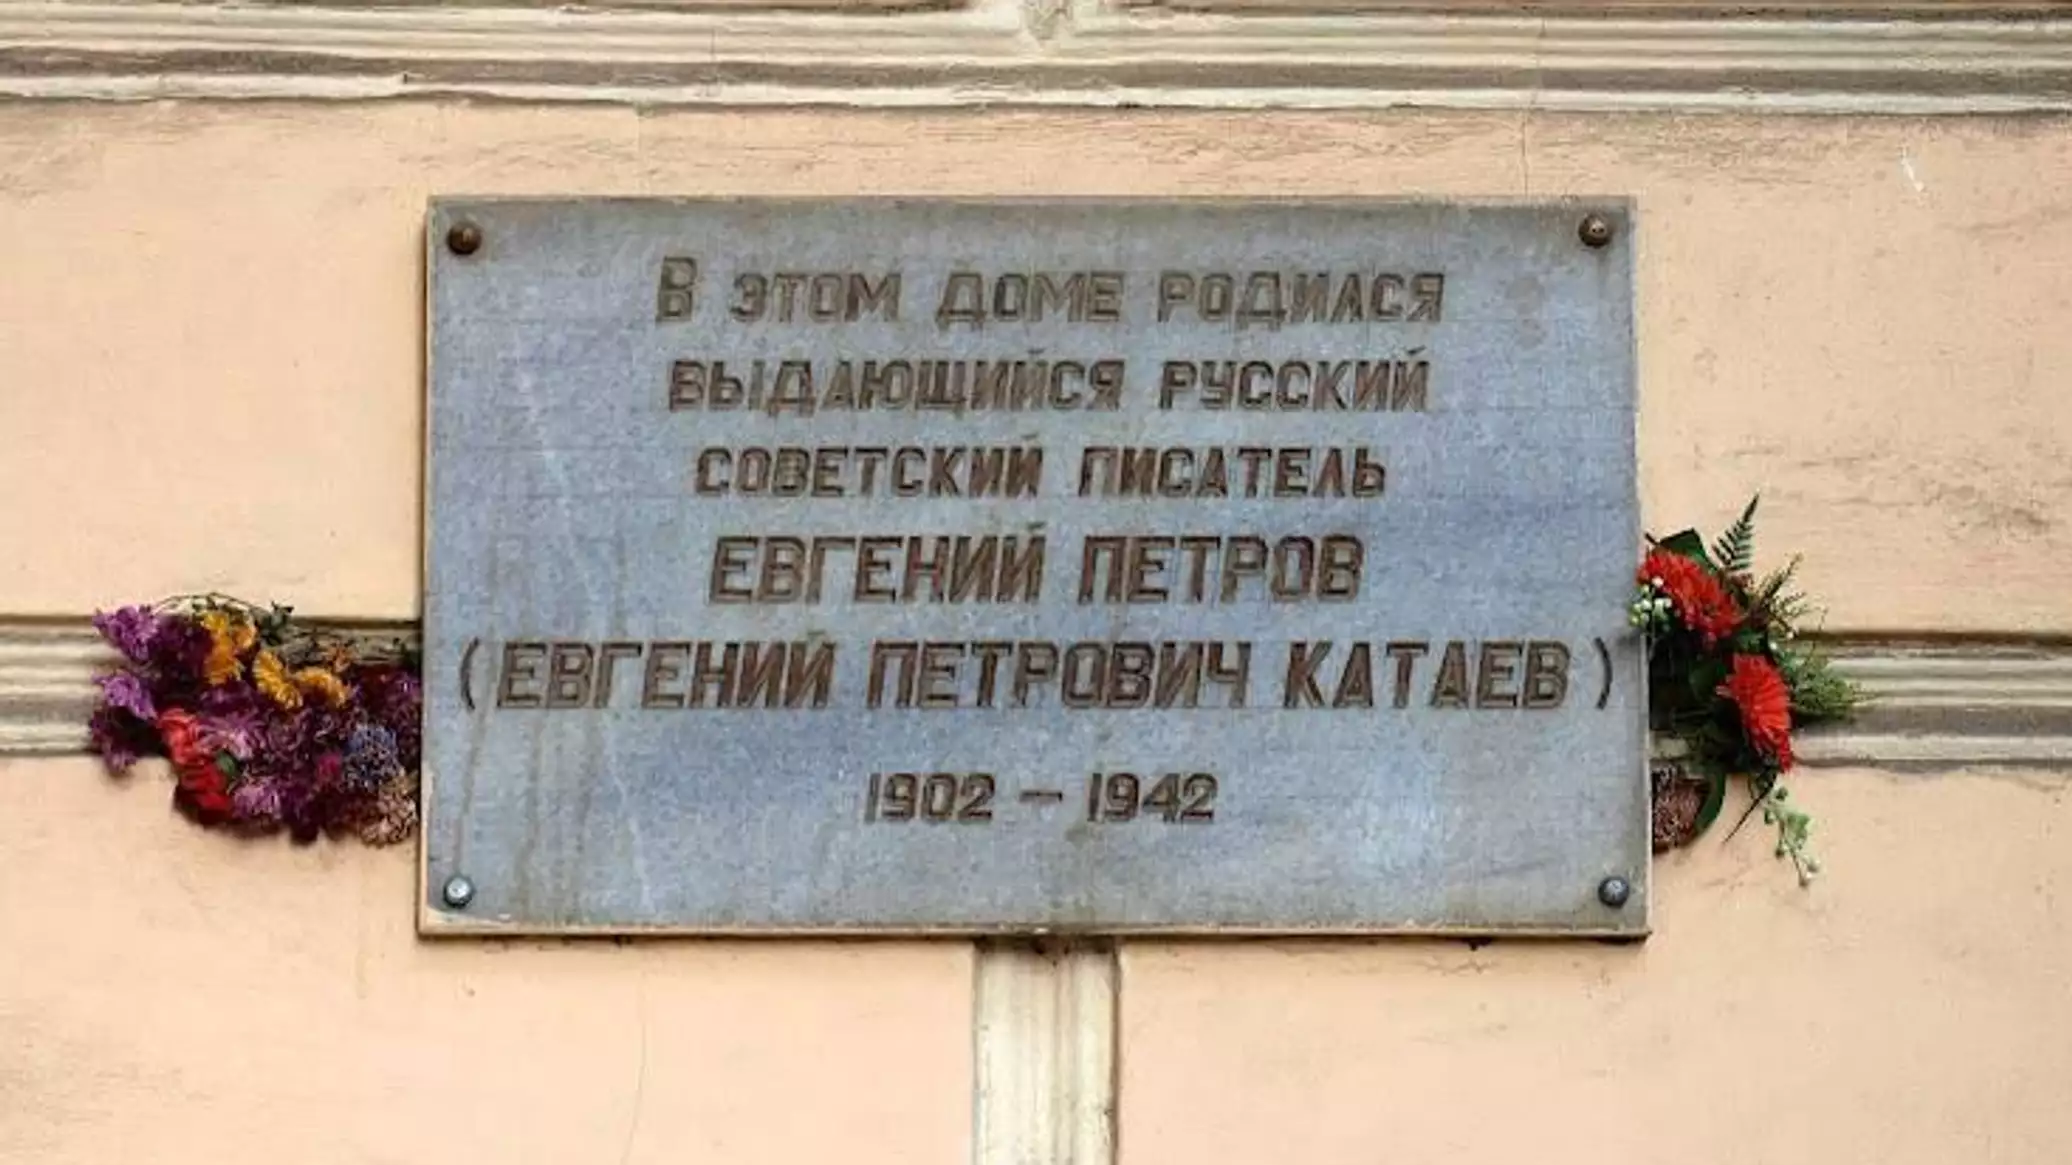 В ЭТОМ ДОМЕ РОДИЛСЯ
ВЫДАЮЩИЙСЯ РУССКИЙ
СОВЕТСКИЙ ПИСАТЕЛЬ
ЕВГЕНИЙ ПЕТРОВ
(ЕВГЕНИЙ ПЕТРОВИЧ КАТАЕВ)
1902 – 1942